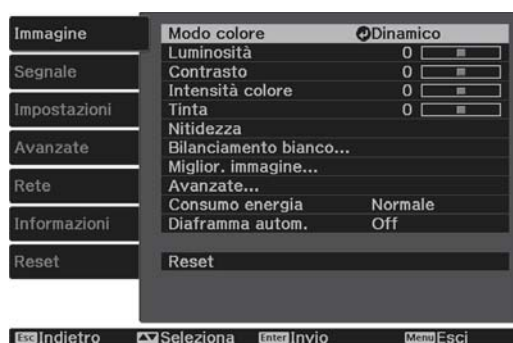 Immagine
Segnale
Impostazioni
Avanzate
Rete
Informazioni
Reset
Modo colore Dinamico
Luminosità 0
Contrasto 0
Intensità colore 0
Tinta 0
Nitidezza
Bilanciamento bianco...
Miglior. immagine...
Avanzate...
Consumo energia Normale
Diaframma autom. Off
Reset
Esc Indietro Seleziona Enter Invio Menu Esci